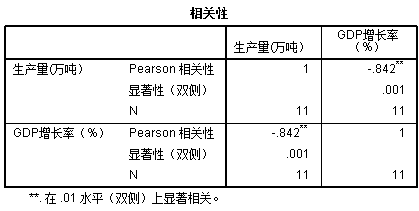 相关性
生产量(万吨) GDP增长率(%)
生产量(万吨) Pearson 相关性 1 -.842**
显著性（双侧） .001
N 11 11
GDP增长率（%） Pearson 相关性 -.842** 1
显著性（双侧） .001
N 11 11
**. 在 .01 水平（双侧）上显著相关。